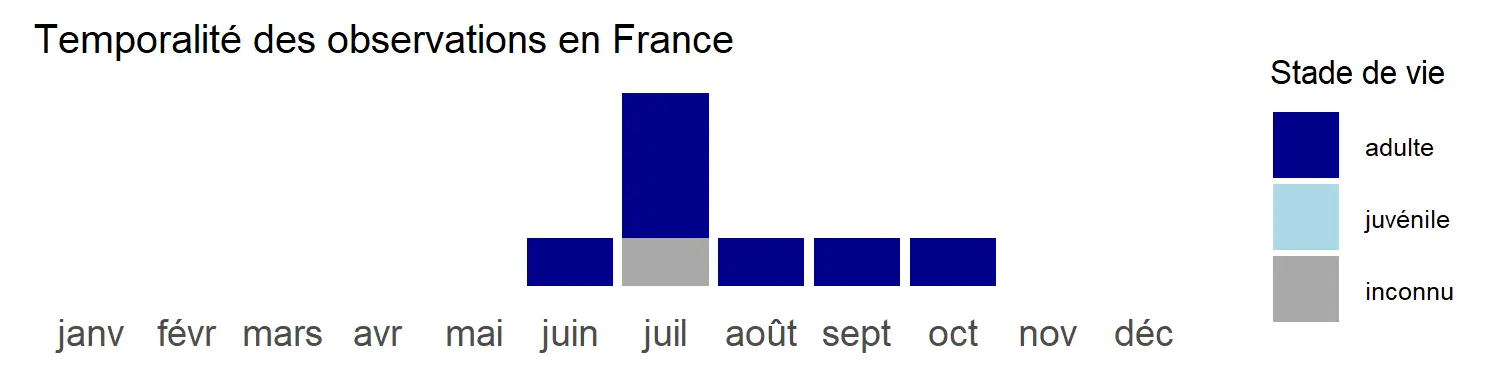 Temporalité des observations en France
Stade de vie
adulte
juvénile
inconnu
janv févr mars avr mai juin juil août sept oct nov déc